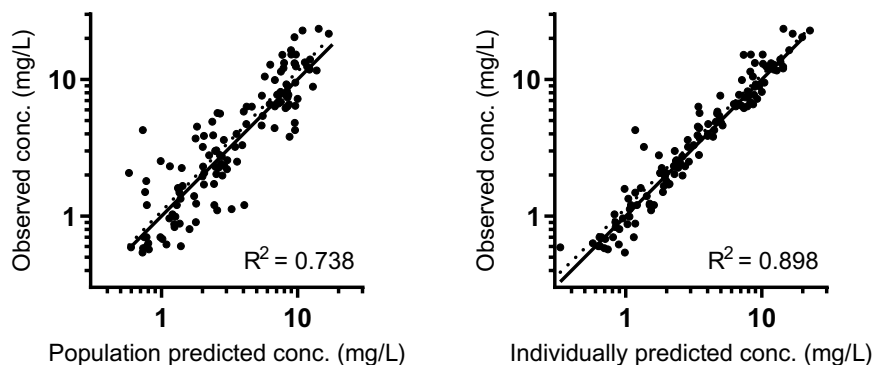 Observed conc. (mg/L)
10
1
R² = 0.738
1
10
Population predicted conc. (mg/L)
Observed conc. (mg/L)
10
1
R² = 0.898
1
10
Individually predicted conc. (mg/L)